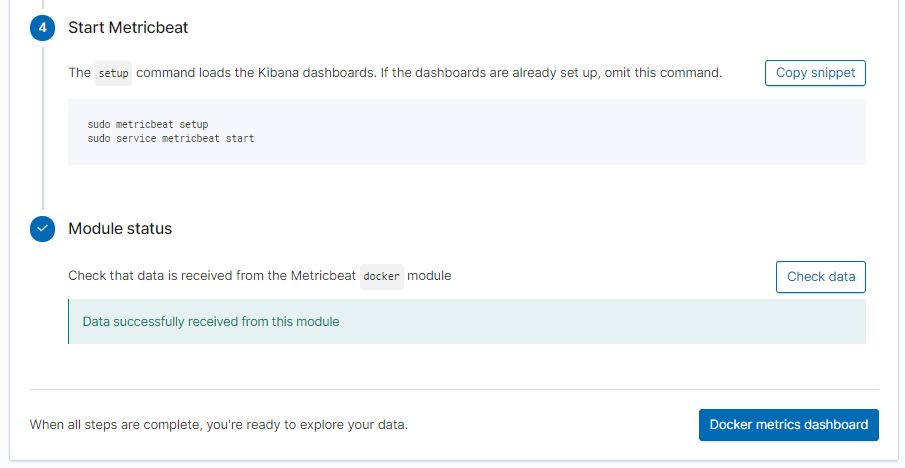 4 Start Metricbeat
The setup command loads the Kibana dashboards. If the dashboards are already set up, omit this command. Copy snippet
sudo metricbeat setup
sudo service metricbeat start
Module status
Check that data is received from the Metricbeat docker module Check data
Data successfully received from this module
When all steps are complete, you're ready to explore your data. Docker metrics dashboard